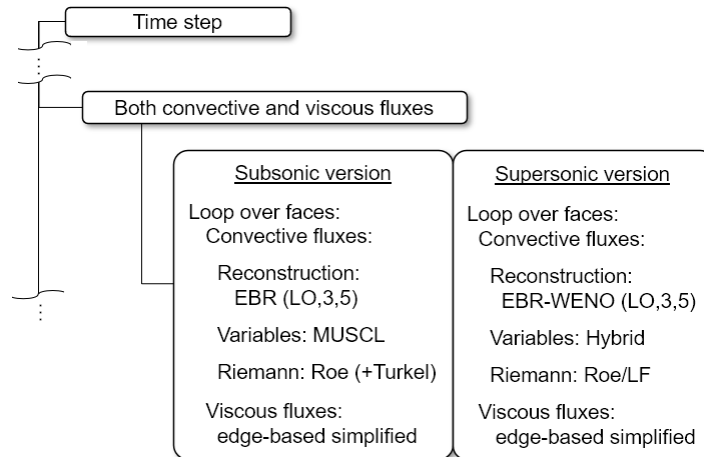 Time step
⋮
⋮
Both convective and viscous fluxes
Subsonic version
Loop over faces:
Convective fluxes:
Reconstruction:
EBR (LO,3,5)
Variables: MUSCL
Riemann: Roe (+Turkel)
Viscous fluxes:
edge-based simplified
Supersonic version
Loop over faces:
Convective fluxes:
Reconstruction:
EBR-WENO (LO,3,5)
Variables: Hybrid
Riemann: Roe/LF
Viscous fluxes:
edge-based simplified